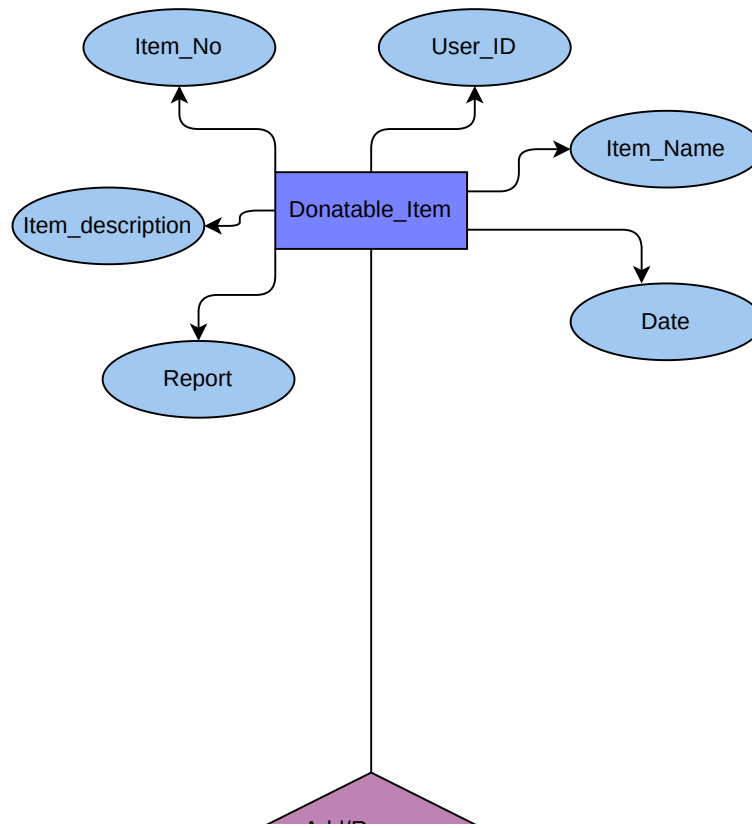 Item_No
User_ID
Item_Name
Donatable_Item
Item_description
Date
Report